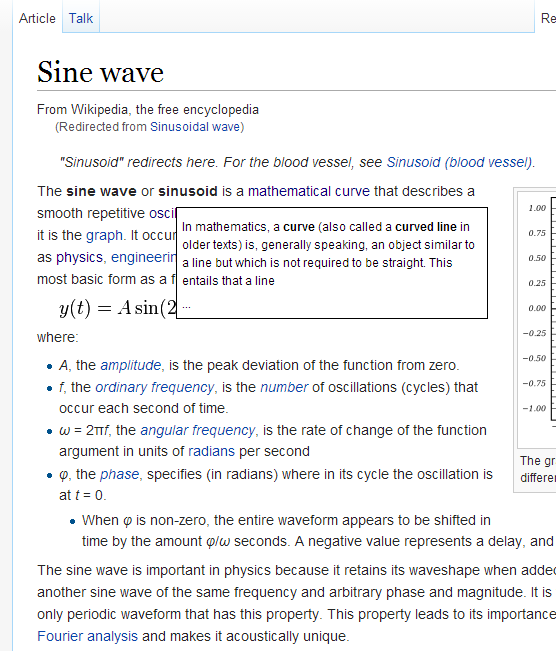 Article Talk Re
Sine wave
From Wikipedia, the free encyclopedia
(Redirected from Sinusoidal wave)
"Sinusoid" redirects here. For the blood vessel, see Sinusoid (blood vessel).
The sine wave or sinusoid is a mathematical curve that describes a
smooth repetitive osci
it is the graph. It occur
as physics, engineerin
most basic form as a f
In mathematics, a curve (also called a curved line in
older texts) is, generally speaking, an object similar to
a line but which is not required to be straight. This
entails that a line
...
y(t) = A sin(2
where:
• A, the amplitude, is the peak deviation of the function from zero.
• f, the ordinary frequency, is the number of oscillations (cycles) that
occur each second of time.
• ω = 2πf, the angular frequency, is the rate of change of the function
argument in units of radians per second
• φ, the phase, specifies (in radians) where in its cycle the oscillation is
at t = 0.
• When φ is non-zero, the entire waveform appears to be shifted in
time by the amount φ/ω seconds. A negative value represents a delay, and
The sine wave is important in physics because it retains its waveshape when added
another sine wave of the same frequency and arbitrary phase and magnitude. It is
only periodic waveform that has this property. This property leads to its importance
Fourier analysis and makes it acoustically unique.
1.00
0.75
0.50
0.25
0.00
−0.25
−0.50
−0.75
−1.00
The gr
differe